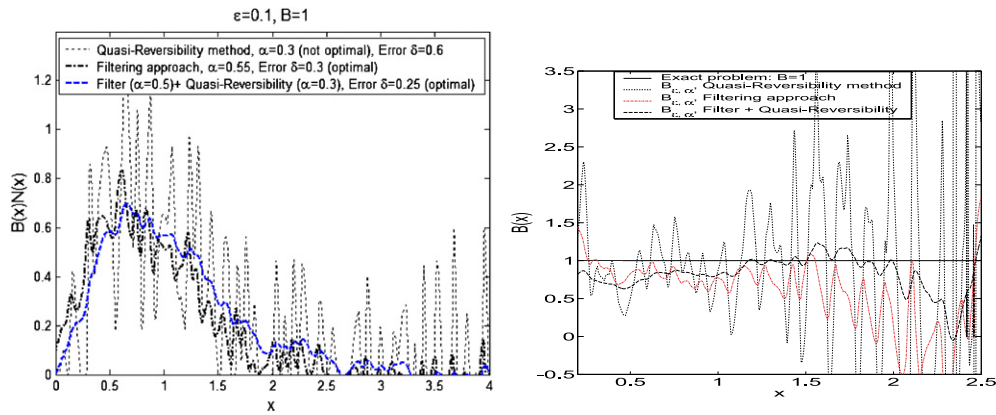 ε=0.1, B=1
Quasi-Reversibility method, α=0.3 (not optimal), Error δ=0.6
Filtering approach, α=0.55, Error δ=0.3 (optimal)
Filter (α=0.5)+ Quasi-Reversibility (α=0.3), Error δ=0.25 (optimal)
B(x)N(x)
1.2
1
0.8
0.6
0.4
0.2
0
0
0.5
1
1.5
2
2.5
3
3.5
4
x
Exact problem: B=1
Bε, α, Quasi-Reversibility method
Bε, α, Filtering approach
Bε, α, Filter + Quasi-Reversibility
B(x)
3.5
3
2.5
2
1.5
1
0.5
0
-0.5
0.5
1
1.5
2
2.5
x